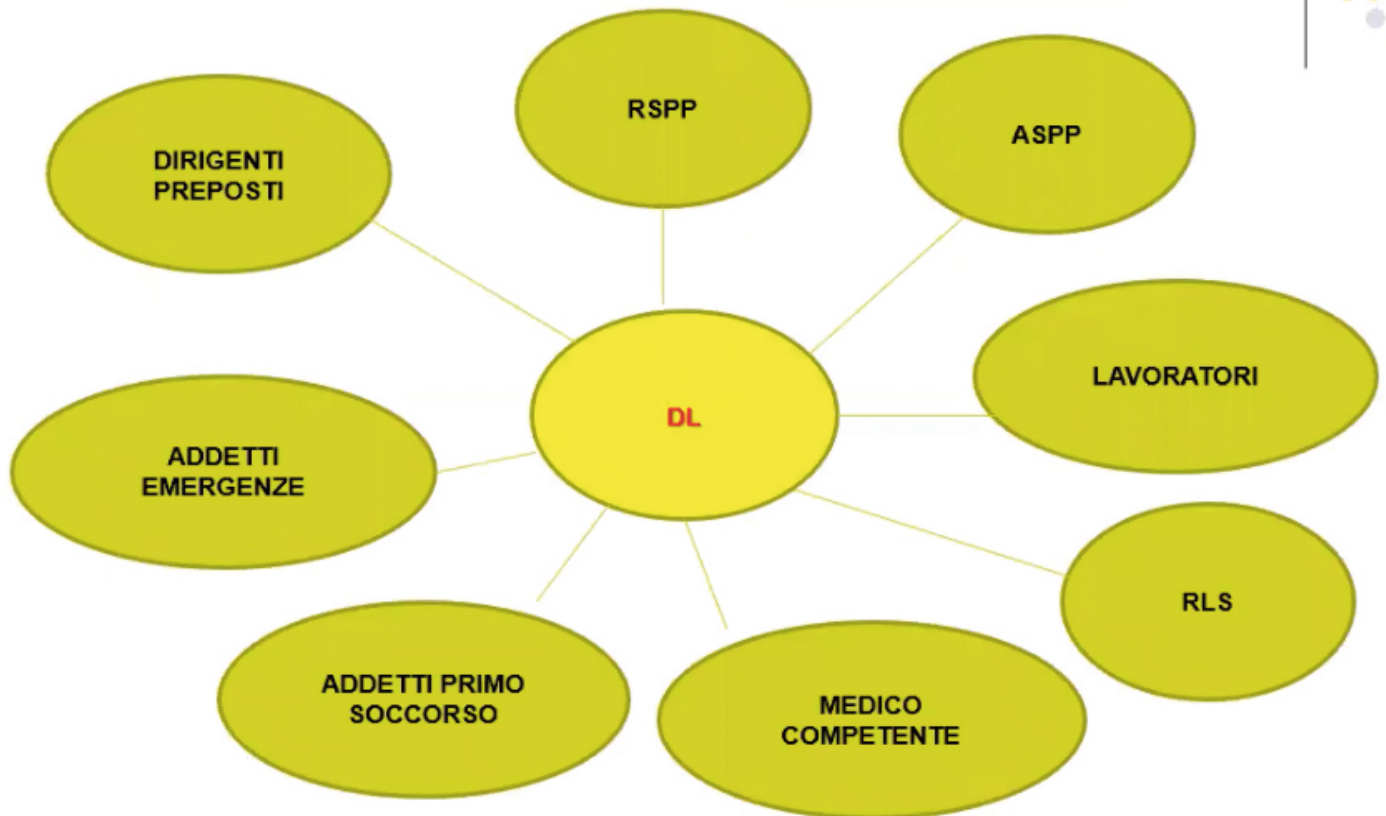 RSPP
ASPP
DIRIGENTI
PREPOSTI
LAVORATORI
DL
ADDETTI
EMERGENZE
RLS
ADDETTI PRIMO
SOCCORSO
MEDICO
COMPETENTE